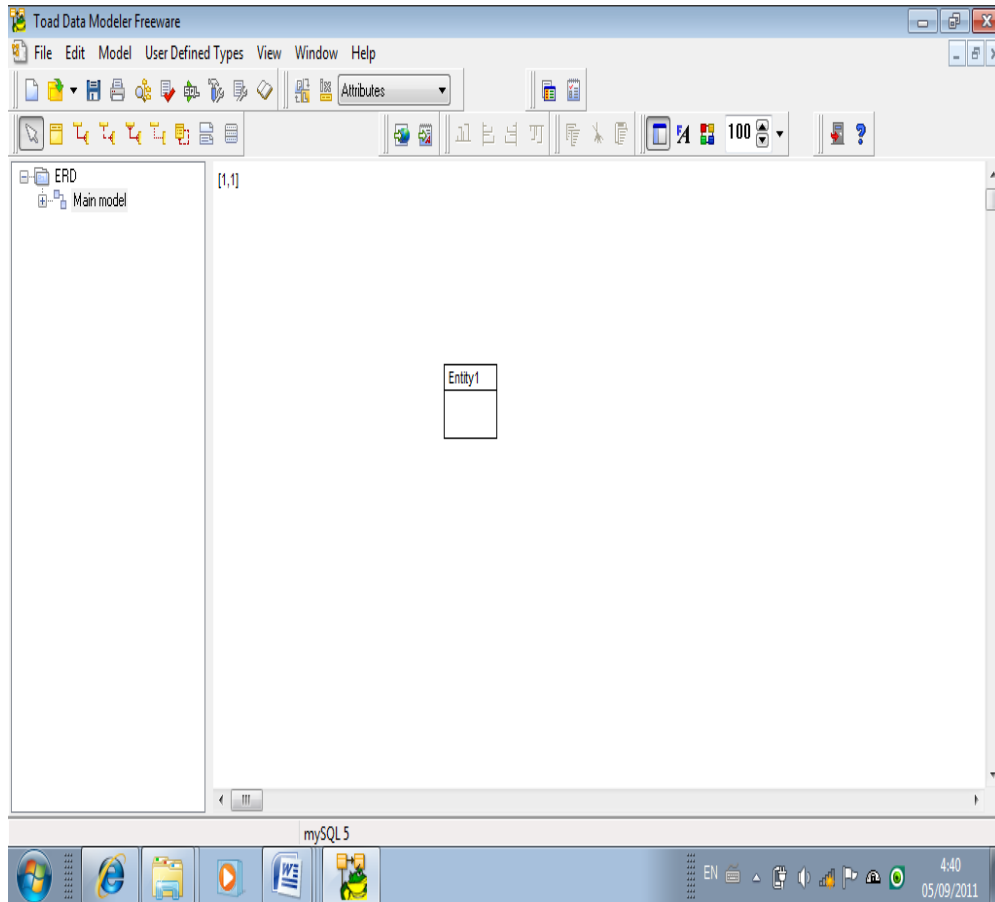 Toad Data Modeler Freeware
File Edit Model User Defined Types View Window Help
Attributes
100
ERD
Main model
[1,1]
Entity1
mySQL 5
EN
4:40
05/09/2011